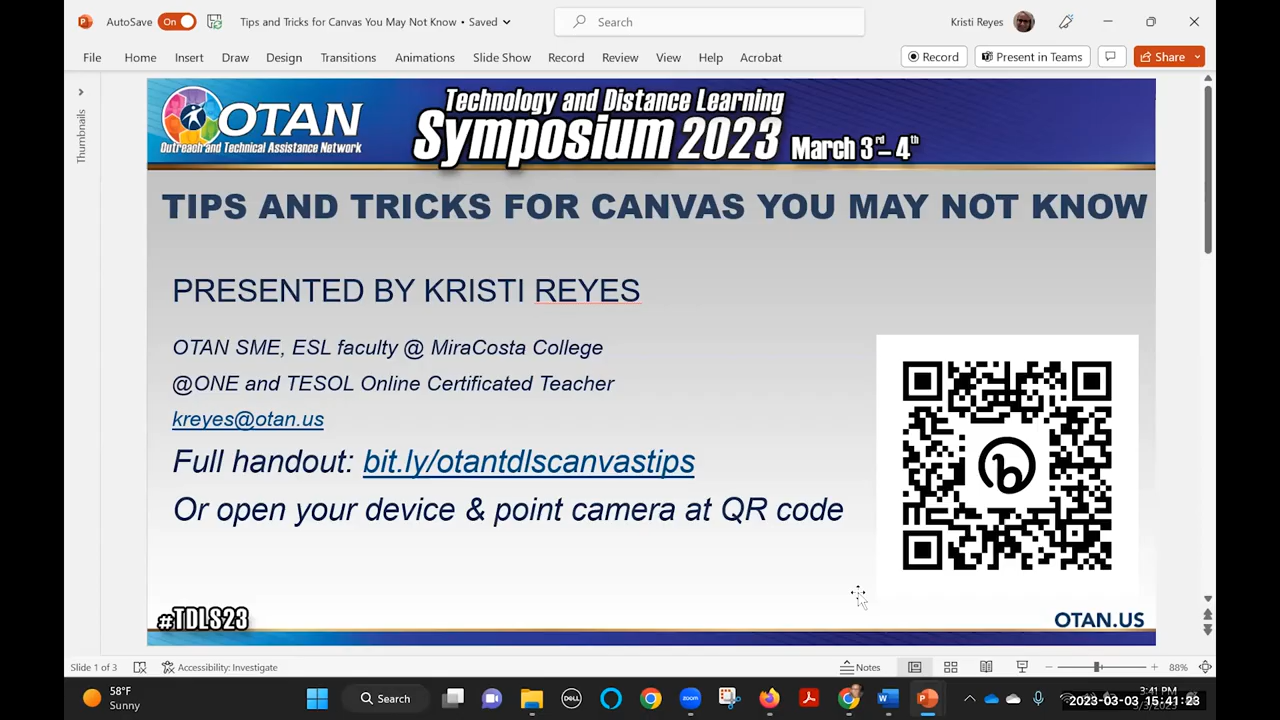 AutoSave On Tips and Tricks for Canvas You May Not Know • Saved Search Kristi Reyes
File Home Insert Draw Design Transitions Animations Slide Show Record Review View Help Acrobat Record Present in Teams Share
Thumbnails
OTAN
Outreach and Technical Assistance Network
Technology and Distance Learning
Symposium 2023 March 3rd - 4th
TIPS AND TRICKS FOR CANVAS YOU MAY NOT KNOW
PRESENTED BY KRISTI REYES
OTAN SME, ESL faculty @ MiraCosta College
@ONE and TESOL Online Certificated Teacher
kreyes@otan.us
Full handout: bit.ly/otantdlscanvastips
Or open your device & point camera at QR code
b
#TDLS23
OTAN.US
Slide 1 of 3 Accessibility: Investigate Notes 88%
58°F
Sunny
Search
DELL
zoom
3:41 PM
2023-03-03 15:41:23